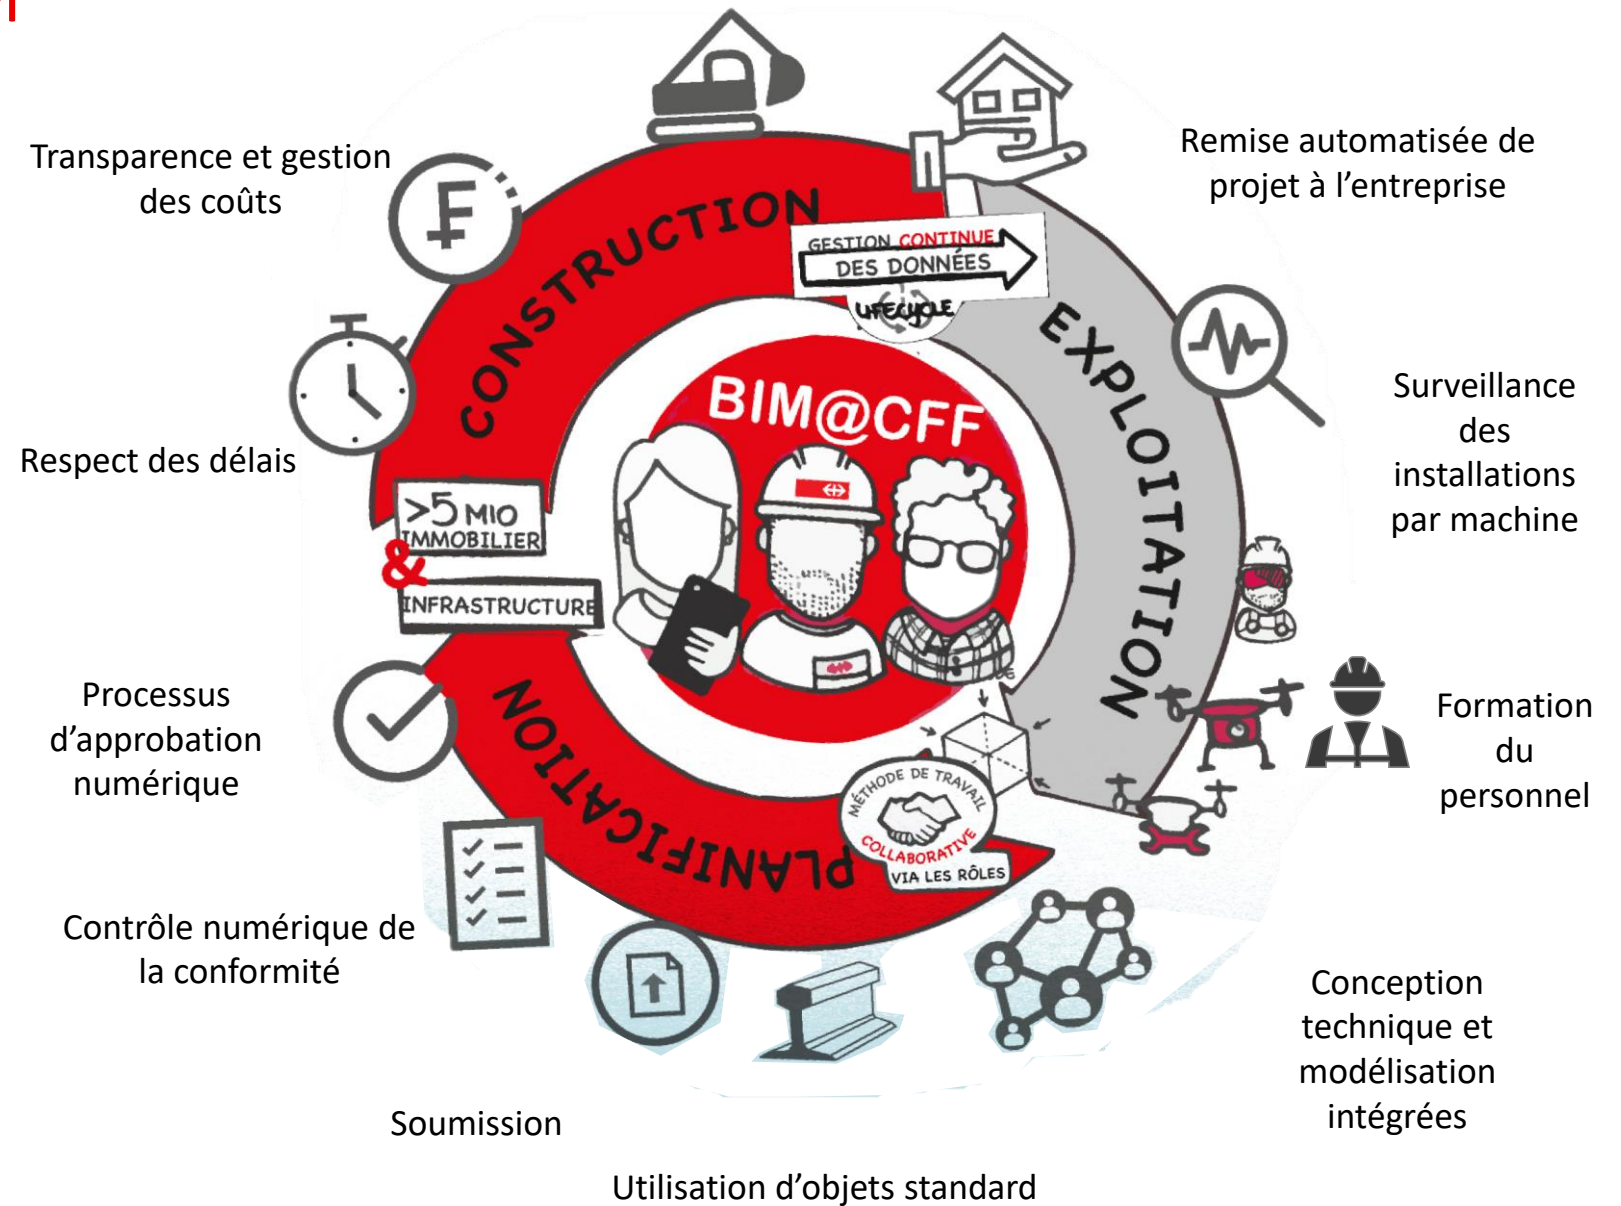 Transparence et gestion
des coûts
Respect des délais
Processus
d’approbation
numérique
Contrôle numérique de
la conformité
Soumission
Utilisation d’objets standard
Conception
technique et
modélisation
intégrées
Formation
du
personnel
Surveillance
des
installations
par machine
Remise automatisée de
projet à l’entreprise
CONSTRUCTION
GESTION CONTINUE
DES DONNÉES
LIFECYCLE
EXPLOITATION
BIM@CFF
>5 MIO
IMMOBILIER
&
INFRASTRUCTURE
PLANIFICATION
MÉTHODE DE TRAVAIL
COLLABORATIVE
VIA LES RÔLES